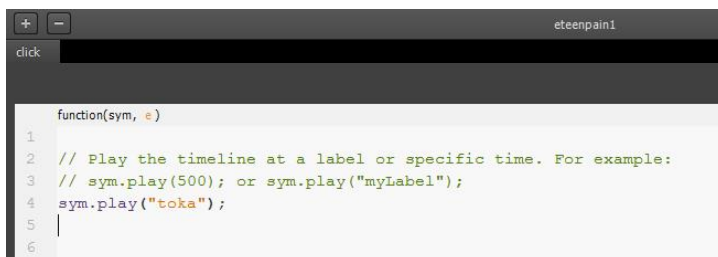 + - eteenpain1
click
function(sym, e)
1
2 // Play the timeline at a label or specific time. For example:
3 // sym.play(500); or sym.play("myLabel");
4 sym.play("toka");
5
6